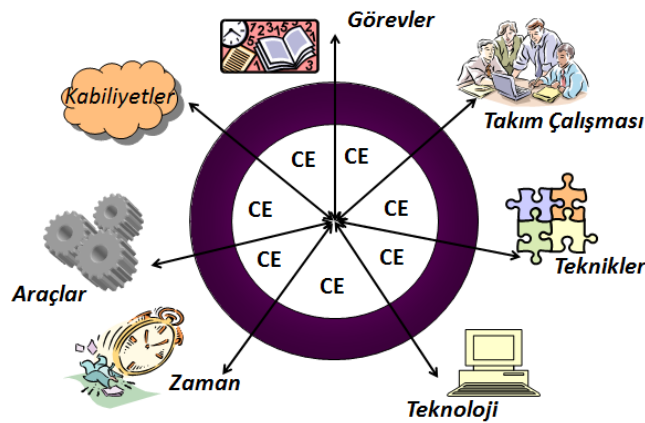 Görevler
Kabiliyetler
Takım Çalışması
CE
CE
CE
CE
CE
CE
CE
Teknikler
Araçlar
Zaman
Teknoloji